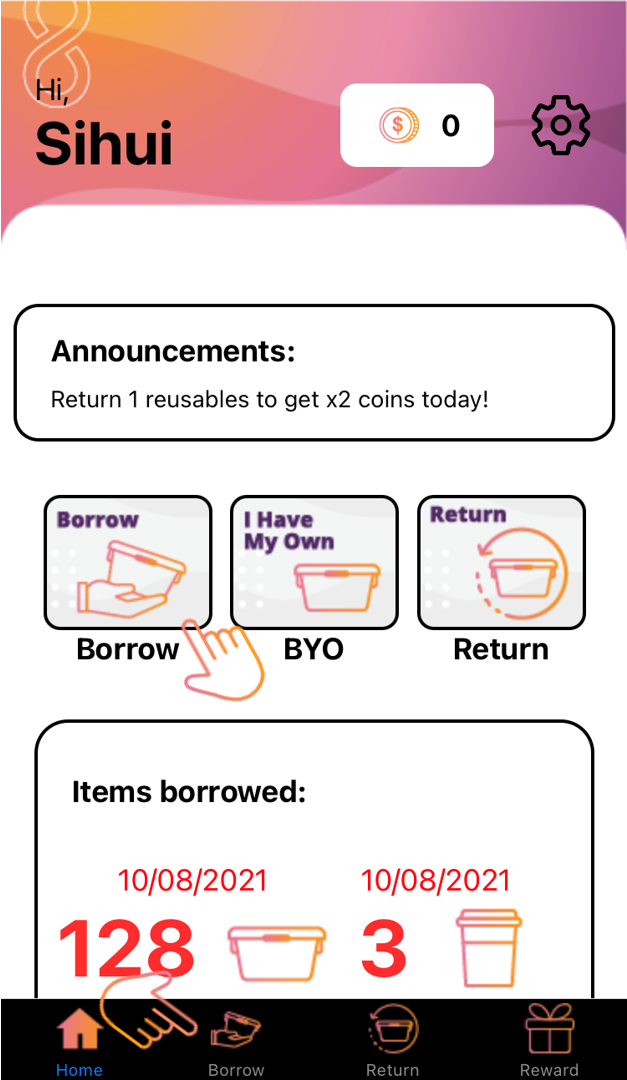 Hi,
Sihui
$ 0
Announcements:
Return 1 reusables to get x2 coins today!
Borrow
I Have
My Own
Return
Borrow
BYO
Return
Items borrowed:
10/08/2021
10/08/2021
128
3
Home
Borrow
Return
Reward